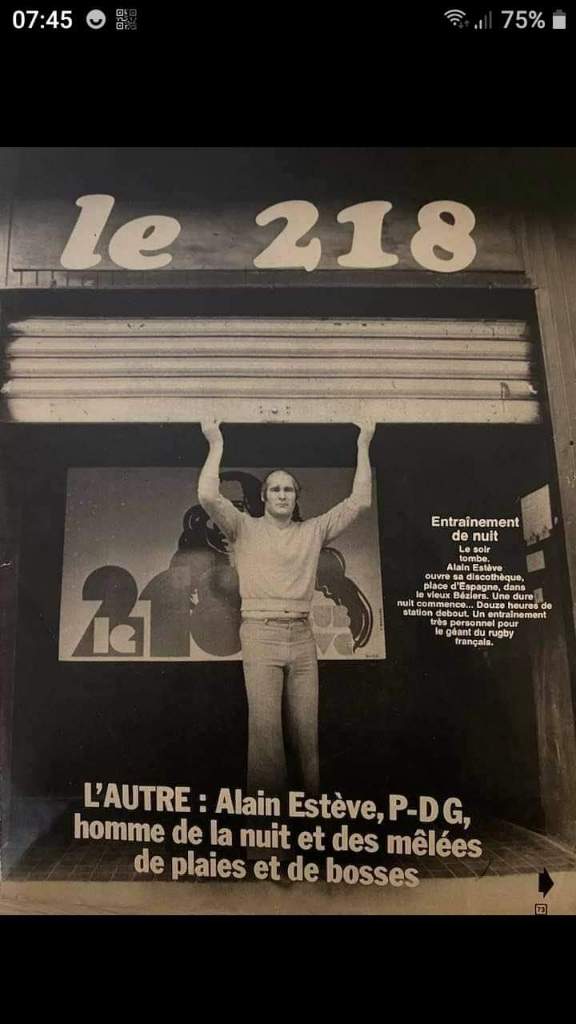 07:45
75%
le 218
le 218
Entraînement
de nuit
Le soir
tombe.
Alain Estève
ouvre sa discothèque,
place d'Espagne, dans
le vieux Béziers. Une dure
nuit commence... Douze heures de
station debout. Un entraînement
très personnel pour
le géant du rugby
français.
L'AUTRE : Alain Estève, P-D G,
homme de la nuit et des mêlées
de plaies et de bosses
73